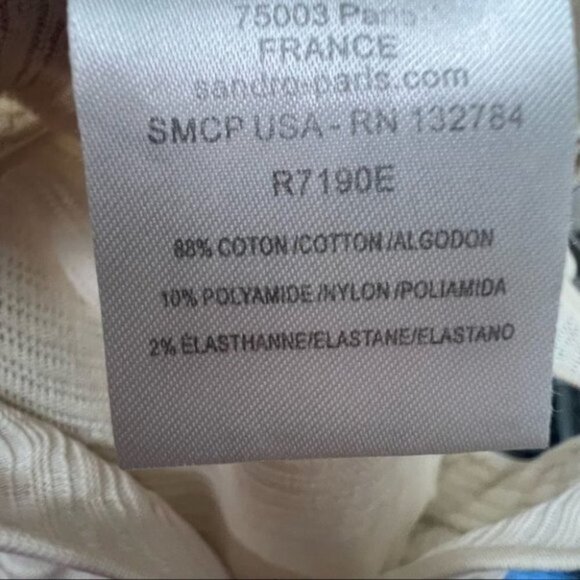 75003 Paris
FRANCE
sandro-paris.com
SMCP USA - RN 132784
R7190E
88% COTON/COTTON/ALGODON
10% POLYAMIDE/NYLON/POLIAMIDA
2% ÉLASTHANNE/ELASTANE/ELASTANO